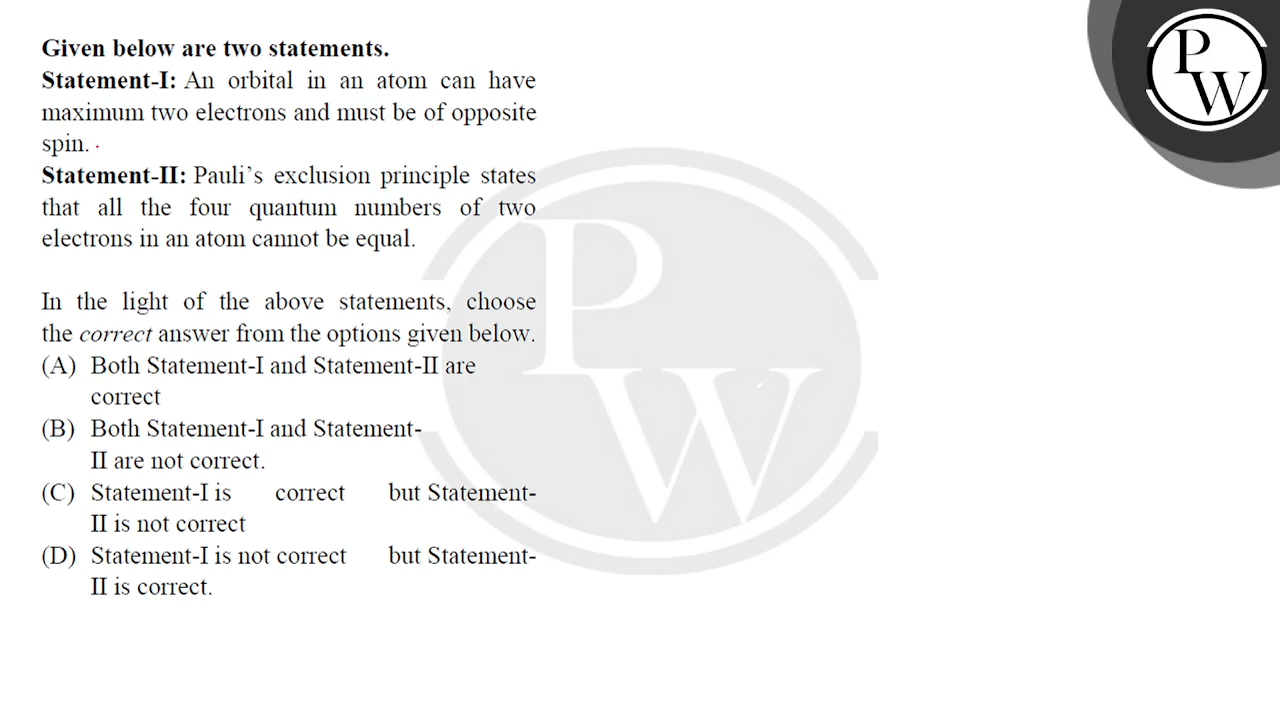 Given below are two statements.
Statement-I: An orbital in an atom can have
maximum two electrons and must be of opposite
spin.
Statement-II: Pauli’s exclusion principle states
that all the four quantum numbers of two
electrons in an atom cannot be equal.
In the light of the above statements, choose
the correct answer from the options given below.
(A) Both Statement-I and Statement-II are
correct
(B) Both Statement-I and Statement-
II are not correct.
(C) Statement-I is correct but Statement-
II is not correct
(D) Statement-I is not correct but Statement-
II is correct.
P
W
P
W